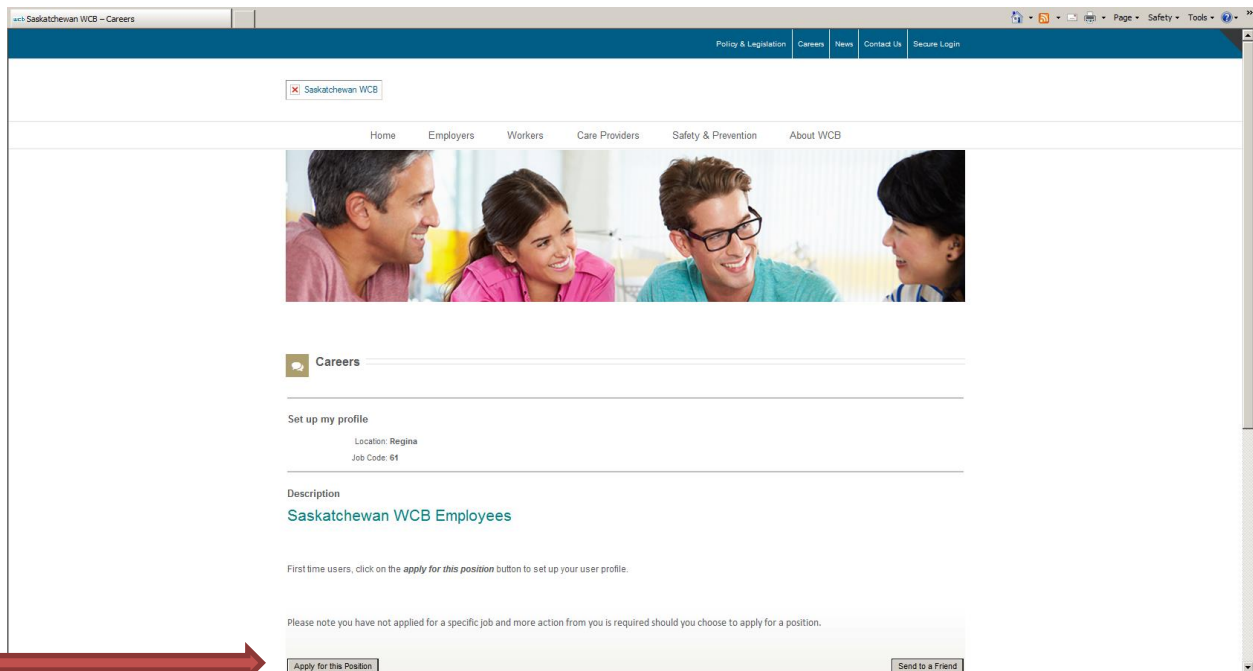 Saskatchewan WCB – Careers
Page Safety Tools
Policy & Legislation Careers News Contact Us Secure Login
Saskatchewan WCB
Home Employers Workers Care Providers Safety & Prevention About WCB
Careers
Set up my profile
Location: Regina
Job Code: 61
Description
Saskatchewan WCB Employees
First time users, click on the apply for this position button to set up your user profile.
Please note you have not applied for a specific job and more action from you is required should you choose to apply for a position.
Apply for this Position Send to a Friend